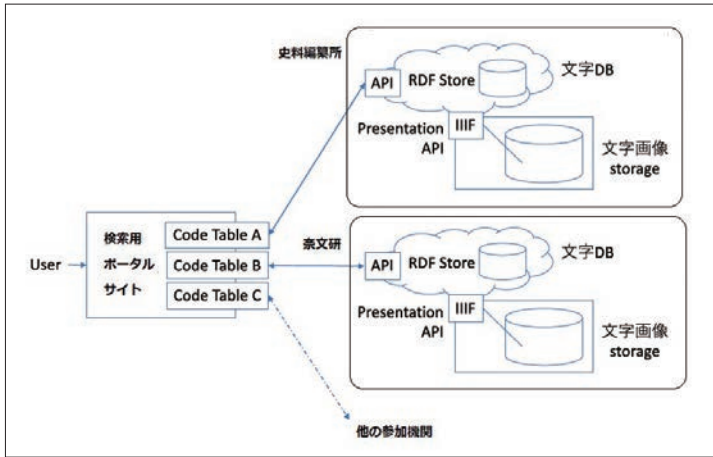 史料編纂所
API
RDF Store
文字DB
Presentation
API
IIIF
文字画像
storage
User
検索用
ポータル
サイト
Code Table A
Code Table B
Code Table C
奈文研
API
RDF Store
文字DB
Presentation
API
IIIF
文字画像
storage
他の参加機関